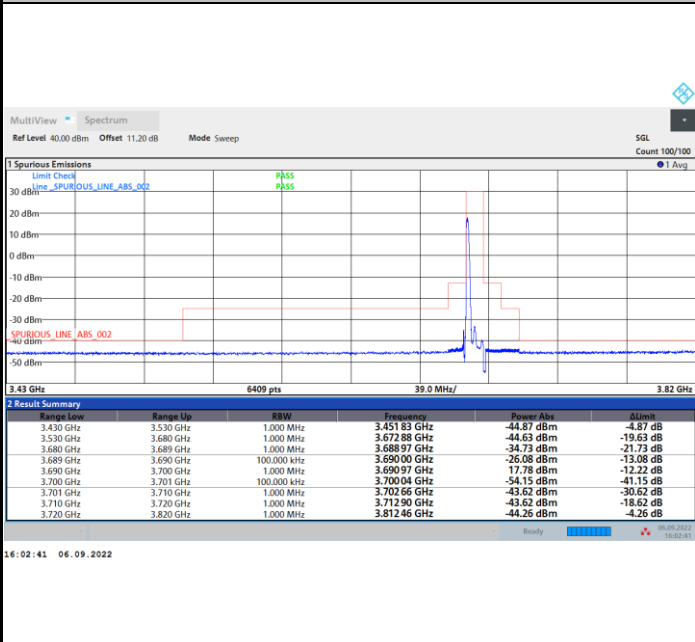 MultiView Spectrum
Ref Level 40.00 dBm Offset 11.20 dB Mode Sweep SGL
Count 100/100
1 Spurious Emissions 1 Avg
Limit Check PASS
Line _SPURIOUS_LINE_ABS_002 PASS
30 dBm
20 dBm
10 dBm
0 dBm
-10 dBm
-20 dBm
-30 dBm
_SPURIOUS_LINE_ABS_002
-40 dBm
-50 dBm
3.43 GHz 6409 pts 39.0 MHz/ 3.82 GHz
2 Result Summary
Range Low Range Up RBW Frequency Power Abs ΔLimit
3.430 GHz 3.530 GHz 1.000 MHz 3.451 83 GHz -44.87 dBm -4.87 dB
3.530 GHz 3.680 GHz 1.000 MHz 3.672 88 GHz -44.63 dBm -19.63 dB
3.680 GHz 3.689 GHz 1.000 MHz 3.688 97 GHz -34.73 dBm -21.73 dB
3.689 GHz 3.690 GHz 100.000 kHz 3.690 00 GHz -26.08 dBm -13.08 dB
3.690 GHz 3.700 GHz 1.000 MHz 3.690 97 GHz 17.78 dBm -12.22 dB
3.700 GHz 3.701 GHz 100.000 kHz 3.700 04 GHz -54.15 dBm -41.15 dB
3.701 GHz 3.710 GHz 1.000 MHz 3.702 66 GHz -43.62 dBm -30.62 dB
3.710 GHz 3.720 GHz 1.000 MHz 3.712 90 GHz -43.62 dBm -18.62 dB
3.720 GHz 3.820 GHz 1.000 MHz 3.812 46 GHz -44.26 dBm -4.26 dB
Ready 06.09.2022
16:02:41
16:02:41 06.09.2022